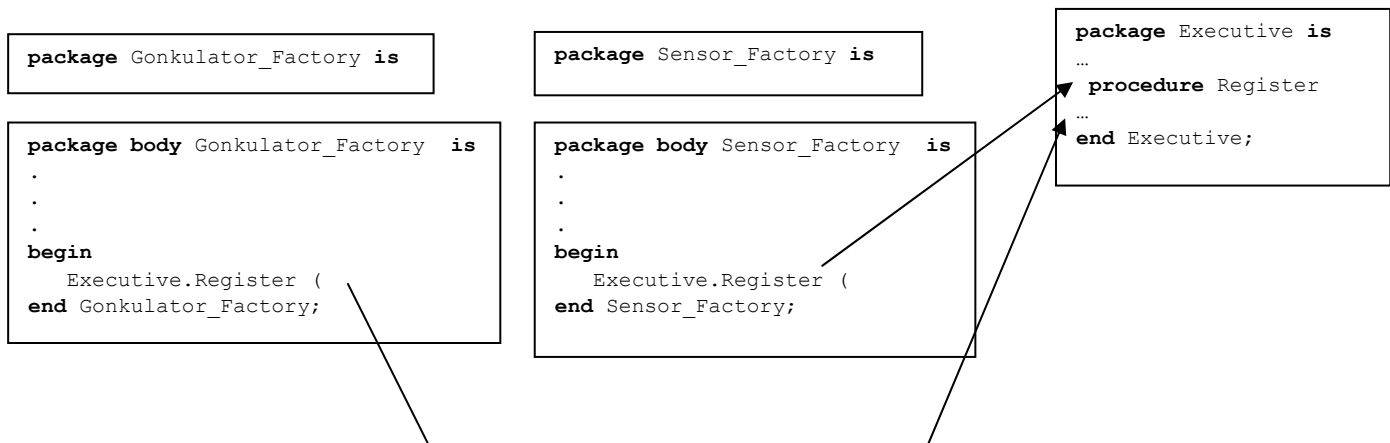 package Gonkulator_Factory is
package body Gonkulator_Factory is
.
.
.
begin
Executive.Register (
end Gonkulator_Factory;
package Sensor_Factory is
package body Sensor_Factory is
.
.
.
begin
Executive.Register (
end Sensor_Factory;
package Executive is
…
procedure Register
…
end Executive;